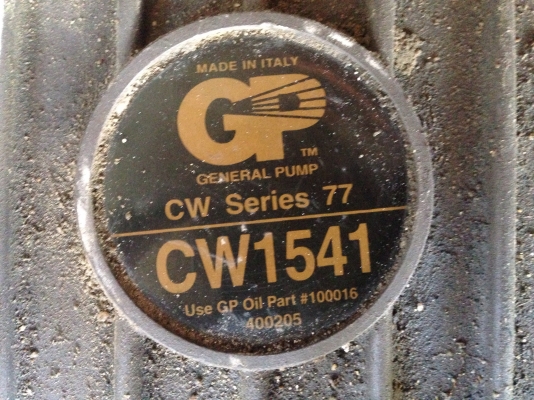 MADE IN ITALY
GP
TM
GENERAL PUMP
CW Series 77
CW1541
Use GP Oil Part #100016
400205